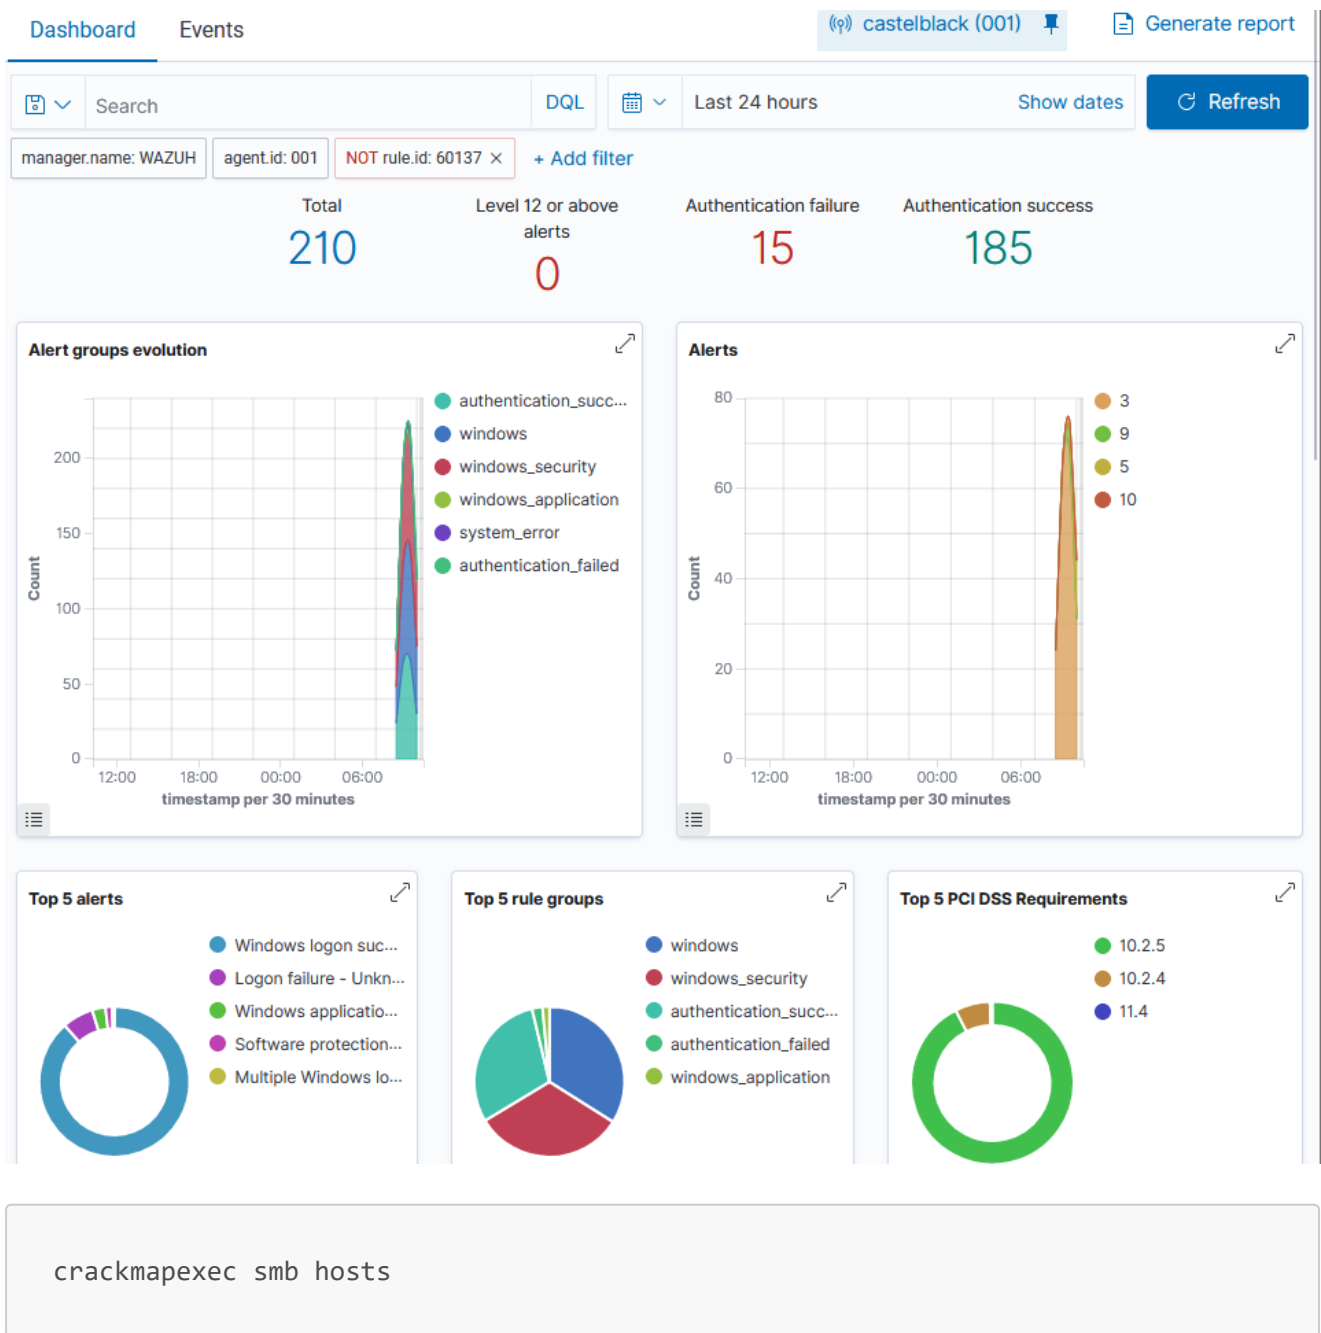 Dashboard
Events
castelblack (001)
Generate report
Search
DQL
Last 24 hours
Show dates
Refresh
manager.name: WAZUH
agent.id: 001
NOT rule.id: 60137 ×
+ Add filter
Total
210
Level 12 or above
alerts
0
Authentication failure
15
Authentication success
185
Alert groups evolution
Count
200
150
100
50
0
12:00
18:00
00:00
06:00
timestamp per 30 minutes
authentication_succ...
windows
windows_security
windows_application
system_error
authentication_failed
Alerts
Count
80
60
40
20
0
12:00
18:00
00:00
06:00
timestamp per 30 minutes
3
9
5
10
Top 5 alerts
Windows logon suc...
Logon failure - Unkn...
Windows applicatio...
Software protection...
Multiple Windows lo...
Top 5 rule groups
windows
windows_security
authentication_succ...
authentication_failed
windows_application
Top 5 PCI DSS Requirements
10.2.5
10.2.4
11.4
crackmapexec smb hosts